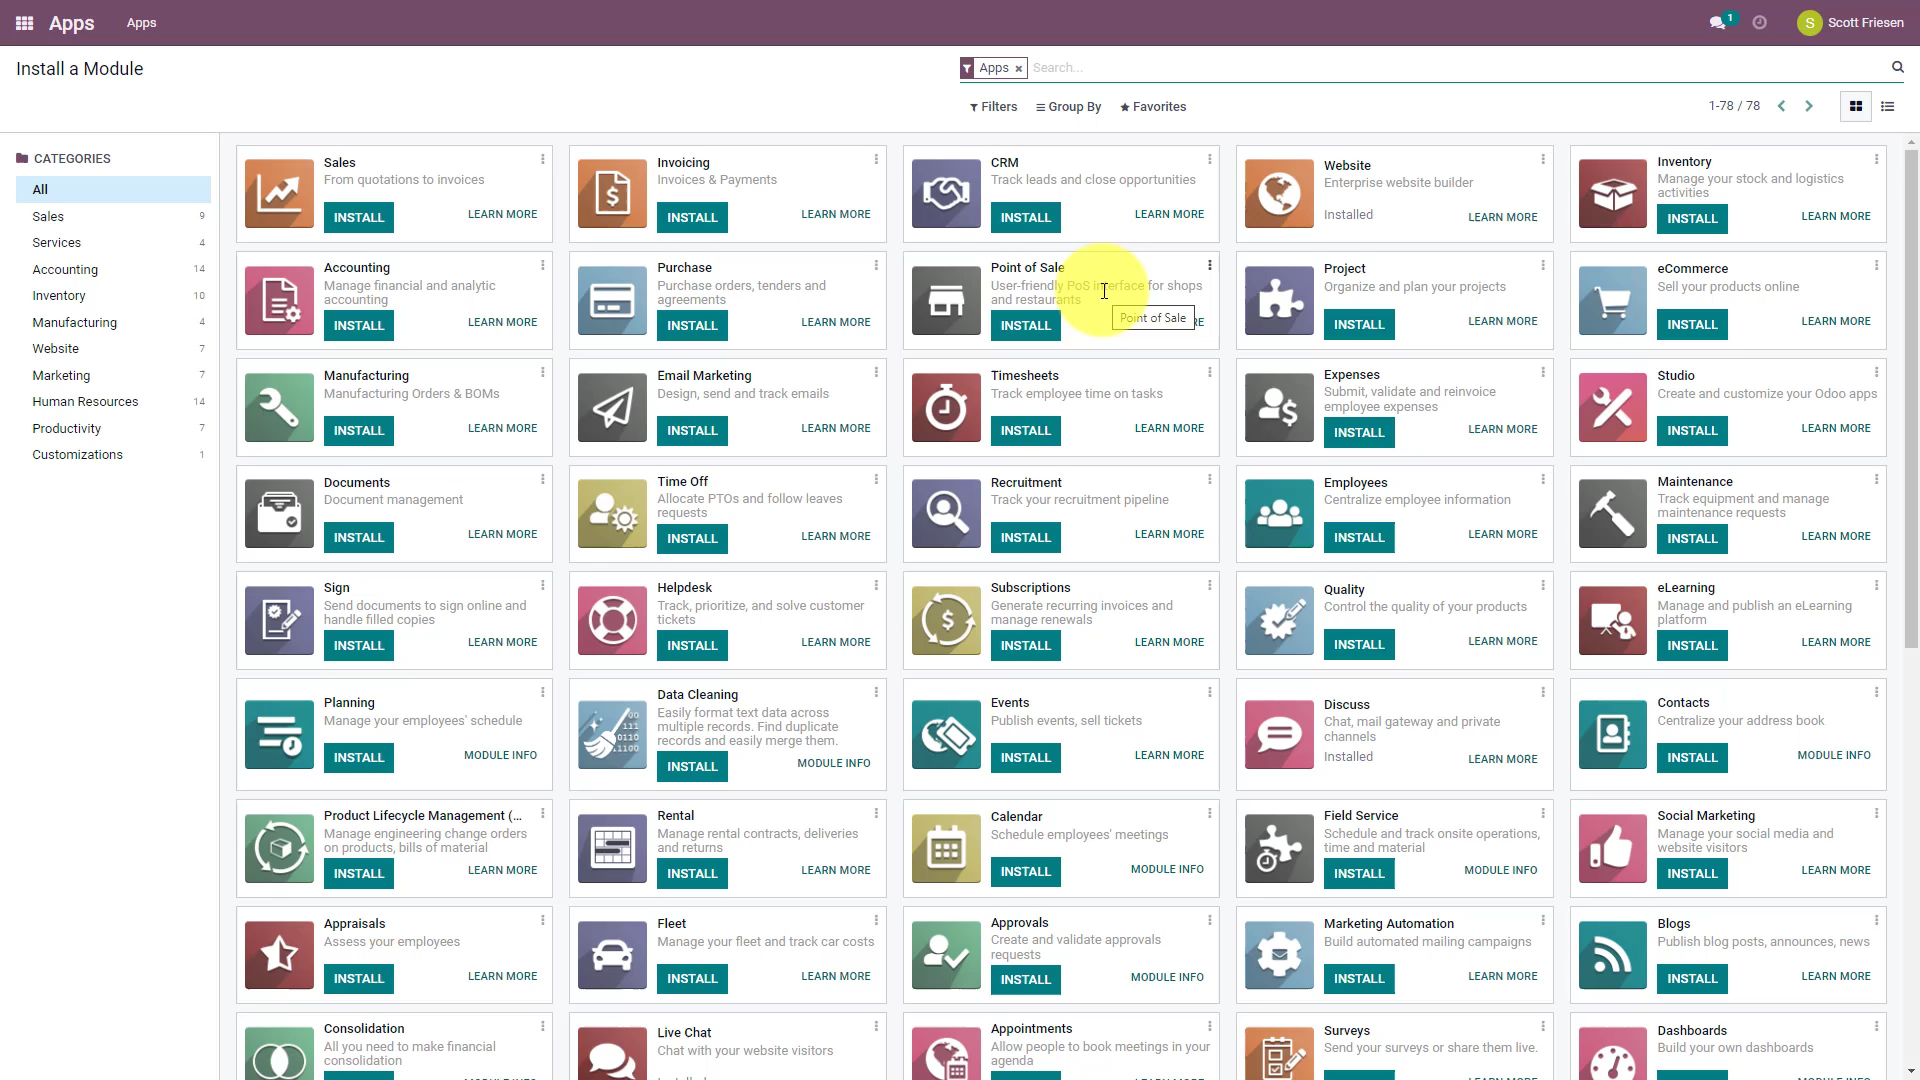 Apps Apps 1 S Scott Friesen
Install a Module
Apps × Search...
Filters Group By Favorites 1-78 / 78
CATEGORIES
All
Sales 9
Services 4
Accounting 14
Inventory 10
Manufacturing 4
Website 7
Marketing 7
Human Resources 14
Productivity 7
Customizations 1
Sales
From quotations to invoices
INSTALL LEARN MORE
Invoicing
Invoices & Payments
INSTALL LEARN MORE
CRM
Track leads and close opportunities
INSTALL LEARN MORE
Website
Enterprise website builder
Installed LEARN MORE
Inventory
Manage your stock and logistics
activities
INSTALL LEARN MORE
Accounting
Manage financial and analytic
accounting
INSTALL LEARN MORE
Purchase
Purchase orders, tenders and
agreements
INSTALL LEARN MORE
Point of Sale
User-friendly PoS interface for shops
and restaurants
Point of Sale
INSTALL RE
Project
Organize and plan your projects
INSTALL LEARN MORE
eCommerce
Sell your products online
INSTALL LEARN MORE
Manufacturing
Manufacturing Orders & BOMs
INSTALL LEARN MORE
Email Marketing
Design, send and track emails
INSTALL LEARN MORE
Timesheets
Track employee time on tasks
INSTALL LEARN MORE
Expenses
Submit, validate and reinvoice
employee expenses
INSTALL LEARN MORE
Studio
Create and customize your Odoo apps
INSTALL LEARN MORE
Documents
Document management
INSTALL LEARN MORE
Time Off
Allocate PTOs and follow leaves
requests
INSTALL LEARN MORE
Recruitment
Track your recruitment pipeline
INSTALL LEARN MORE
Employees
Centralize employee information
INSTALL LEARN MORE
Maintenance
Track equipment and manage
maintenance requests
INSTALL LEARN MORE
Sign
Send documents to sign online and
handle filled copies
INSTALL LEARN MORE
Helpdesk
Track, prioritize, and solve customer
tickets
INSTALL LEARN MORE
Subscriptions
Generate recurring invoices and
manage renewals
INSTALL LEARN MORE
Quality
Control the quality of your products
INSTALL LEARN MORE
eLearning
Manage and publish an eLearning
platform
INSTALL LEARN MORE
Planning
Manage your employees' schedule
INSTALL MODULE INFO
Data Cleaning
Easily format text data across
multiple records. Find duplicate
records and easily merge them.
INSTALL MODULE INFO
Events
Publish events, sell tickets
INSTALL LEARN MORE
Discuss
Chat, mail gateway and private
channels
Installed LEARN MORE
Contacts
Centralize your address book
INSTALL MODULE INFO
Product Lifecycle Management (...
Manage engineering change orders
on products, bills of material
INSTALL LEARN MORE
Rental
Manage rental contracts, deliveries
and returns
INSTALL LEARN MORE
Calendar
Schedule employees' meetings
INSTALL MODULE INFO
Field Service
Schedule and track onsite operations,
time and material
INSTALL MODULE INFO
Social Marketing
Manage your social media and
website visitors
INSTALL LEARN MORE
Appraisals
Assess your employees
INSTALL LEARN MORE
Fleet
Manage your fleet and track car costs
INSTALL LEARN MORE
Approvals
Create and validate approvals
requests
INSTALL MODULE INFO
Marketing Automation
Build automated mailing campaigns
INSTALL LEARN MORE
Blogs
Publish blog posts, announces, news
INSTALL LEARN MORE
Consolidation
All you need to make financial
consolidation
Live Chat
Chat with your website visitors
Appointments
Allow people to book meetings in your
agenda
Surveys
Send your surveys or share them live.
Dashboards
Build your own dashboards